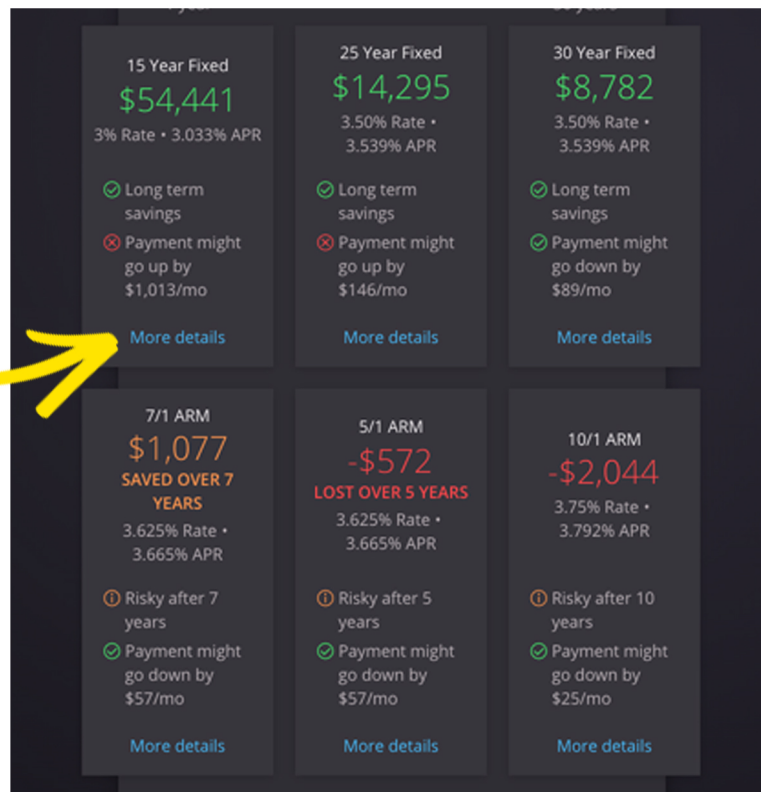 15 Year Fixed
$54,441
3% Rate • 3.033% APR
Long term
savings
Payment might
go up by
$1,013/mo
More details
25 Year Fixed
$14,295
3.50% Rate •
3.539% APR
Long term
savings
Payment might
go up by
$146/mo
More details
30 Year Fixed
$8,782
3.50% Rate •
3.539% APR
Long term
savings
Payment might
go down by
$89/mo
More details
7/1 ARM
$1,077
SAVED OVER 7
YEARS
3.625% Rate •
3.665% APR
Risky after 7
years
Payment might
go down by
$57/mo
More details
5/1 ARM
-$572
LOST OVER 5 YEARS
3.625% Rate •
3.665% APR
Risky after 5
years
Payment might
go down by
$57/mo
More details
10/1 ARM
-$2,044
3.75% Rate •
3.792% APR
Risky after 10
years
Payment might
go down by
$25/mo
More details